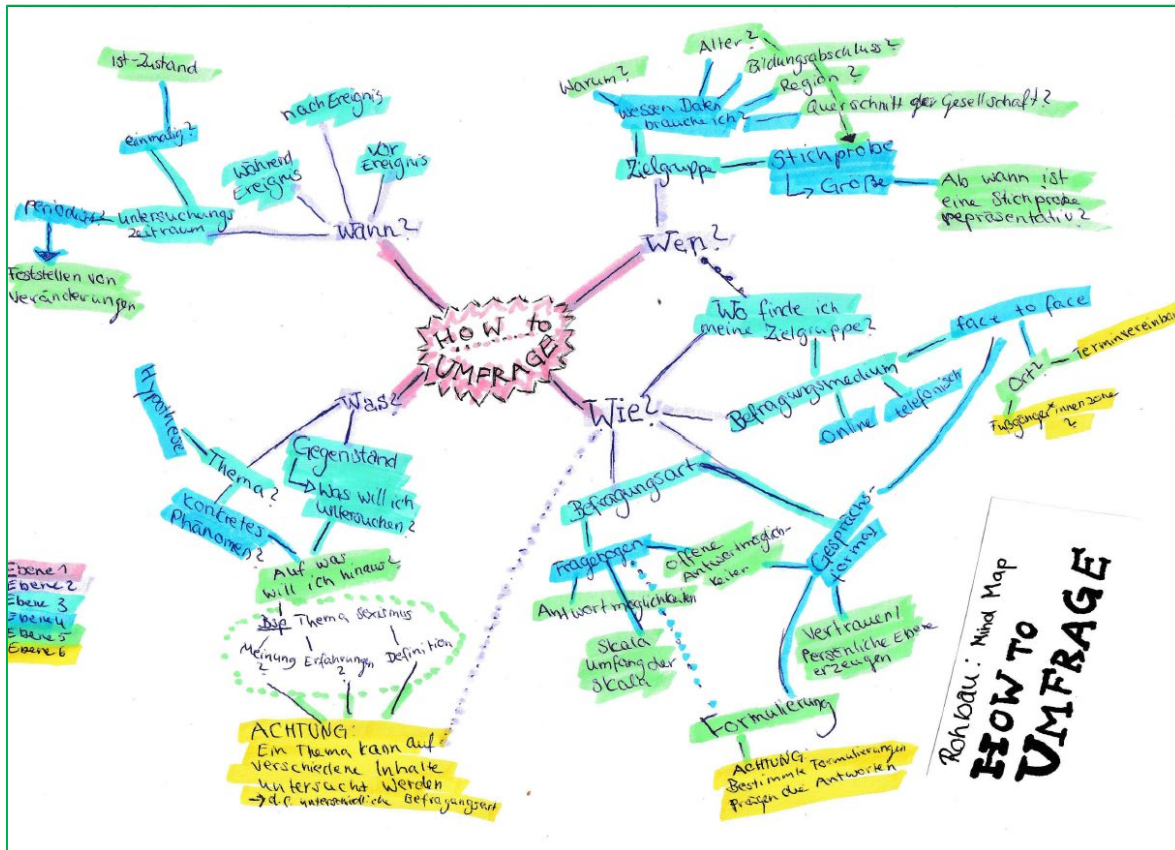 Ist-Zustand
einmalig?
periodisch?
Feststellen von
Veränderungen
Untersuchungs
zeitraum
Während
Ereignis
nach Ereignis
Vor
Ereignis
Wann?
Warum?
Alter?
Bildungsabschluss?
Region?
Querschnitt der Gesellschaft?
Wessen Daten
brauche ich?
Zielgruppe
Stichprobe
↳ Größe
Ab wann ist
eine Stichprobe
repräsentativ?
Wen?
HOW to
UMFRAGE
Wo finde ich
meine Zielgruppe?
face to face
Terminvereinbar
Ort?
Fußgänger*innenzone
?
Befragungsmedium
Online
telefonisch
Wie?
Befragungsart
Fragebogen
Offene
Antwortmöglich-
keiten
Antwortmöglichkeiten
Skala
Umfang der
Skala
Gesprächs-
format
Vertrauen!
Persönliche Ebene
erzeugen
Formulierung
ACHTUNG:
Bestimmte Formulierungen
Prägen die Antworten
Was?
Hypothese
Thema?
Konkretes
Phänomen?
Gegenstand
↳ Was will ich
untersuchen?
Auf was
will ich hinaus?
Bsp Thema Sexismus
Meinung
?
Erfahrungen
?
Definition
ACHTUNG:
Ein Thema kann auf
verschiedene Inhalte
untersucht werden
→ d.f. unterschiedliche Befragungsart
Ebene 1
Ebene 2
Ebene 3
Ebene 4
Ebene 5
Ebene 6
Rohbau: Mind Map
HOW TO
UMFRAGE